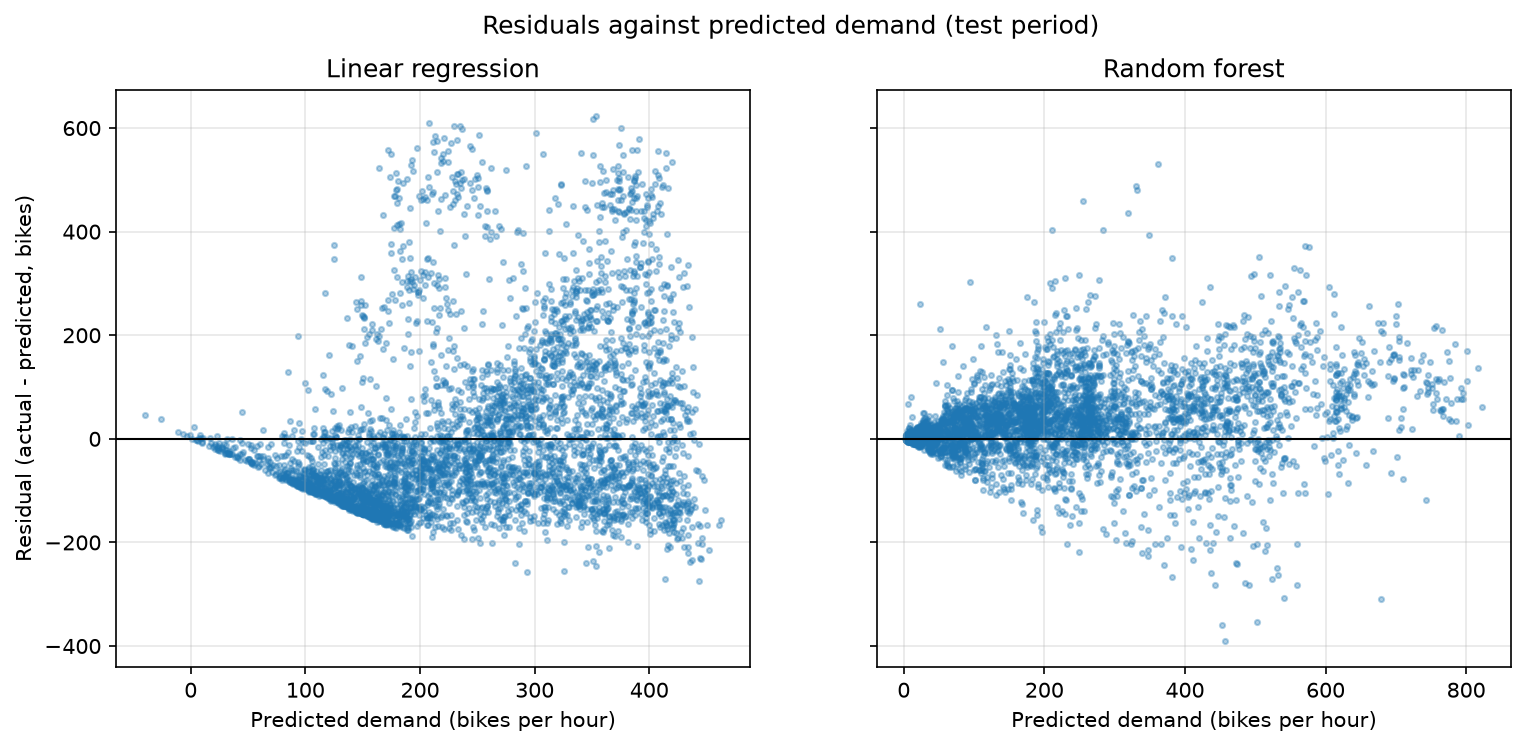 Residuals against predicted demand (test period)
Linear regression
Random forest
Residual (actual - predicted, bikes)
600
400
200
0
−200
−400
0 100 200 300 400
0 200 400 600 800
Predicted demand (bikes per hour)
Predicted demand (bikes per hour)